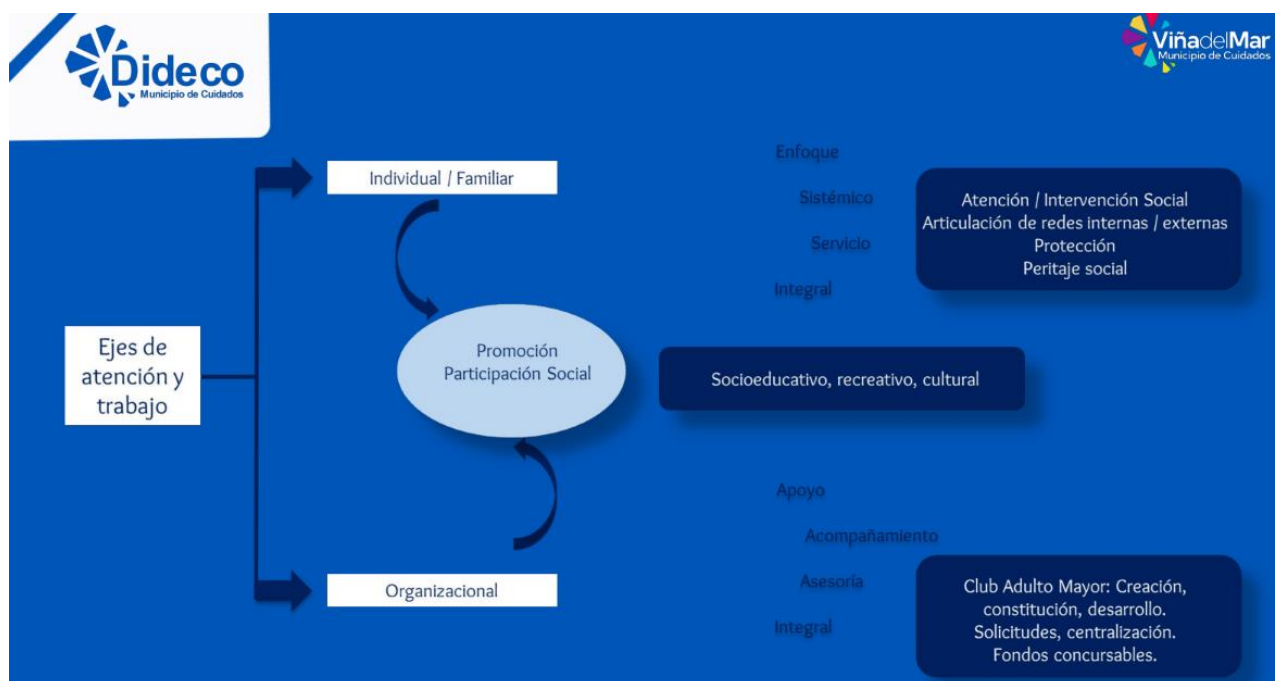 Dideco
Municipio de Cuidados
ViñadelMar
Municipio de Cuidados
Ejes de
atención y
trabajo
Individual / Familiar
Promoción
Participación Social
Organizacional
Enfoque
Sistémico
Servicio
Integral
Atención / Intervención Social
Articulación de redes internas / externas
Protección
Peritaje social
Socioeducativo, recreativo, cultural
Apoyo
Acompañamiento
Asesoría
Integral
Club Adulto Mayor: Creación,
constitución, desarrollo.
Solicitudes, centralización.
Fondos concursables.